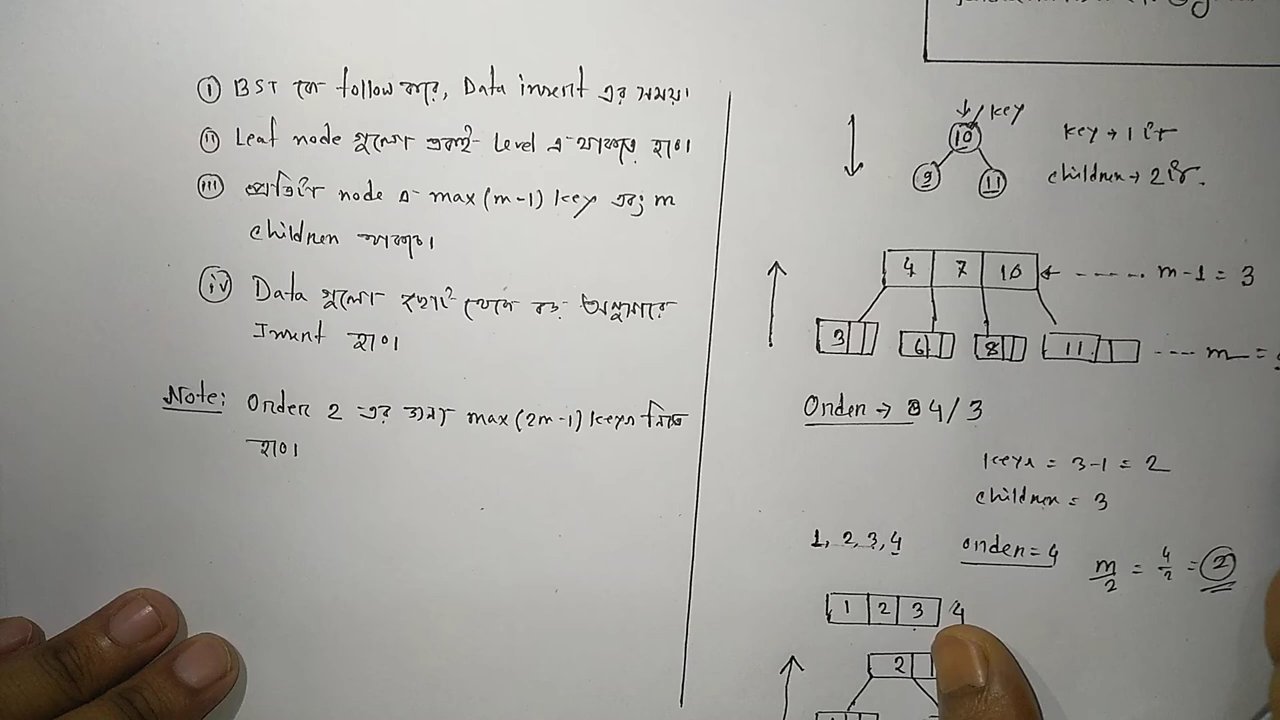 i BST কে follow করে, Data insert এর সময়।
ii Leaf node গুলো একই Level এ থাকতে হবে।
iii প্রতিটি node এ max (m-1) key এবং m
children থাকবে।
iv Data গুলো ছোট থেকে বড় অনুসারে
Insert হবে।
Note: Order 2 এর জন্য max (2m-1) keys নিতে
হবে।
key
10
9 11
key → 1 টি
children → 2 টি.
4 7 10 ←- - - - - . m-1 = 3
3 6 8 11 - - - - m =
Order → 4/3
keys = 3-1 = 2
children = 3
1, 2, 3, 4 order = 4 m/2 = 4/2 = 2
1 2 3 4
2